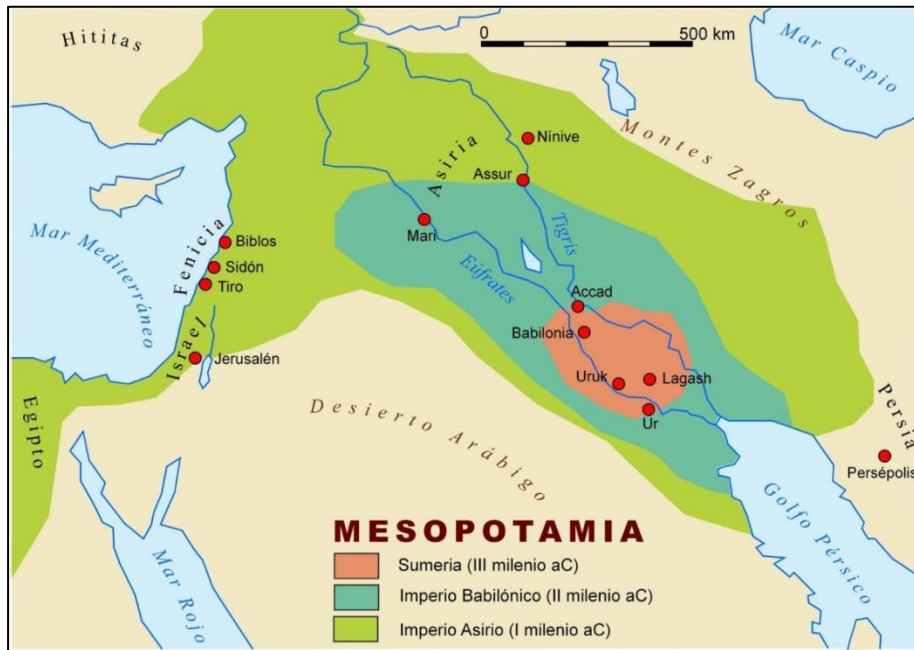 Hititas
0 500 km
Mar Caspio
Montes Zagros
Nínive
Asiria
Assur
Mari
Tigris
Eúfrates
Mar Mediterráneo
Fenicia
Biblos
Sidón
Tiro
Israel
Jerusalén
Egipto
Accad
Babilonia
Uruk
Lagash
Ur
Desierto Arábigo
Persia
Persépolis
Golfo Pérsico
Mar Rojo
MESOPOTAMIA
Sumeria (III milenio aC)
Imperio Babilónico (II milenio aC)
Imperio Asirio (I milenio aC)